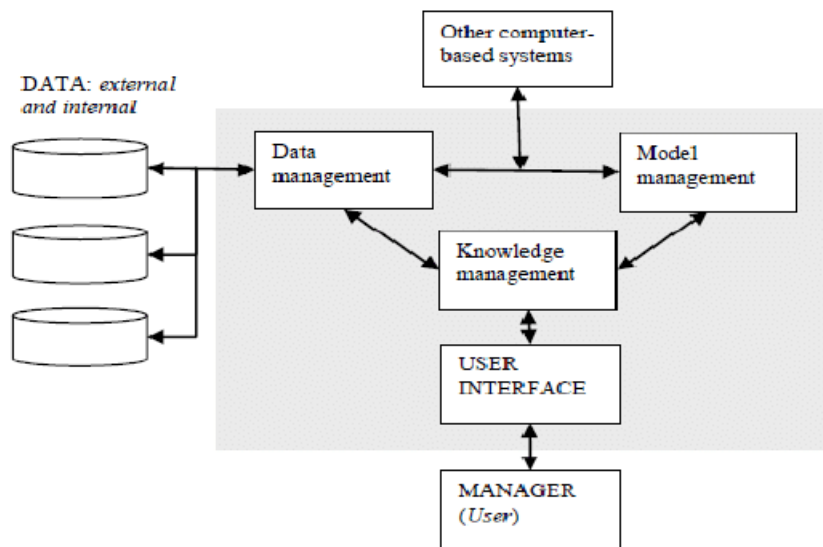 Other computer-
based systems
DATA: external
and internal
Data
management
Model
management
Knowledge
management
USER
INTERFACE
MANAGER
(User)